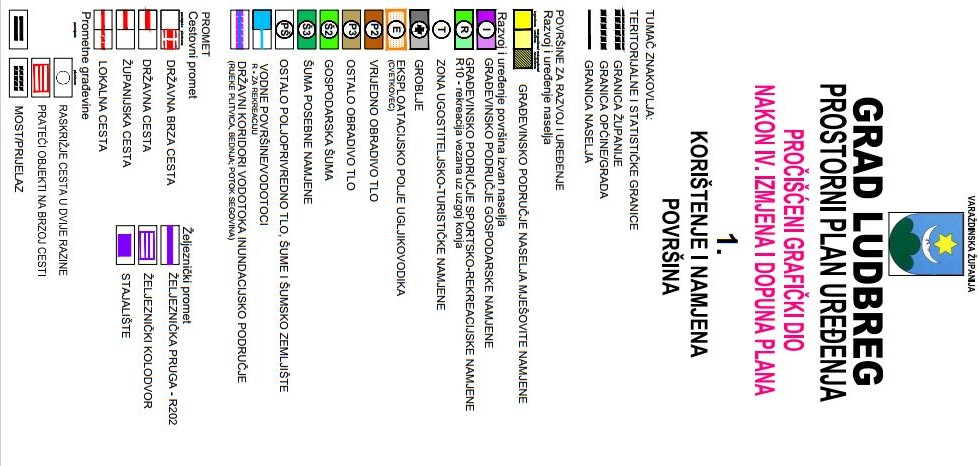 VARAŽDINSKA ŽUPANIJA
GRAD LUDBREG
PROSTORNI PLAN UREĐENJA
PROČIŠĆENI GRAFIČKI DIO
NAKON IV. IZMJENA I DOPUNA PLANA
1.
KORIŠTENJE I NAMJENA
POVRŠINA
TUMAČ ZNAKOVLJA:
TERITORIJALNE I STATISTIČKE GRANICE
GRANICA ŽUPANIJE
GRANICA OPĆINE/GRADA
GRANICA NASELJA
POVRŠINE ZA RAZVOJ I UREĐENJE
Razvoj i uređenje naselja
GRAĐEVINSKO PODRUČJE NASELJA MJEŠOVITE NAMJENE
Razvoj i uređenje površina izvan naselja
I GRAĐEVINSKO PODRUČJE GOSPODARSKE NAMJENE
R GRAĐEVINSKO PODRUČJE SPORTSKO-REKREACIJSKE NAMJENE
R10 - rekreacija vezana uz uzgoj konja
T ZONA UGOSTITELJSKO-TURISTIČKE NAMJENE
GROBLJE
E EKSPLOATACIJSKO POLJE UGLJIKOVODIKA
(CVETKOVEC)
P2 VRIJEDNO OBRADIVO TLO
P3 OSTALO OBRADIVO TLO
Š2 GOSPODARSKA ŠUMA
Š3 ŠUMA POSEBNE NAMJENE
PŠ OSTALO POLJOPRIVREDNO TLO, ŠUME I ŠUMSKO ZEMLJIŠTE
VODNE POVRŠINE/VODOTOCI
R - ZA REKREACIJU
DRŽAVNI KORIDORI VODOTOKA INUNDACIJSKO PODRUČJE
(RIJEKE PLITVICA, BEDNJA; POTOK SEGOVINA)
PROMET
Cestovni promet
DRŽAVNA BRZA CESTA
DRŽAVNA CESTA
ŽUPANIJSKA CESTA
LOKALNA CESTA
Prometne građevine
RASKRIŽJE CESTA U DVIJE RAZINE
PRATEĆI OBJEKTI NA BRZOJ CESTI
MOST/PRIJELAZ
Željeznički promet
ŽELJEZNIČKA PRUGA - R202
ŽELJEZNIČKI KOLODVOR
STAJALIŠTE